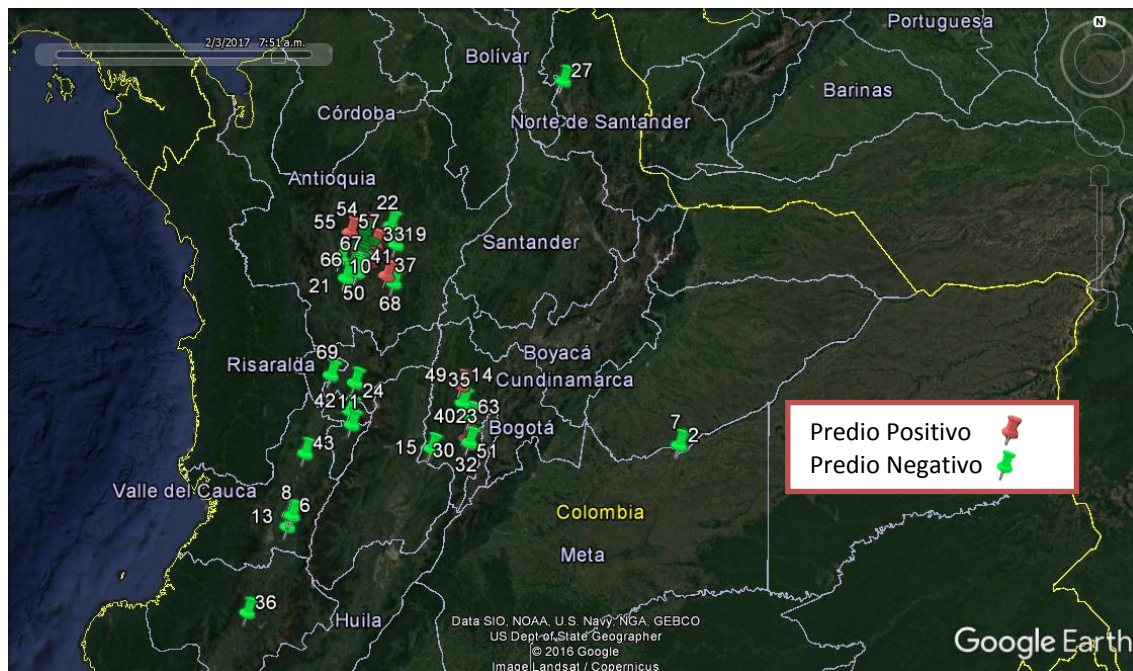 2/3/2017 7:51 a.m.
N
Portuguesa
Bolívar
27
Barinas
Córdoba
Norte de Santander
Antioquia
54
22
55
57
33
19
67
Santander
66
41
10
37
21
50
68
69
Risaralda
Boyacá
49
35
14
Cundinamarca
24
42
11
63
40
23
Bogotá
7
2
43
15
30
51
32
Predio Positivo
Predio Negativo
Valle del Cauca
8
6
13
Colombia
Meta
36
Huila
Data SIO, NOAA, U.S. Navy, NGA, GEBCO
US Dept of State Geographer
© 2016 Google
Image Landsat / Copernicus
Google Earth